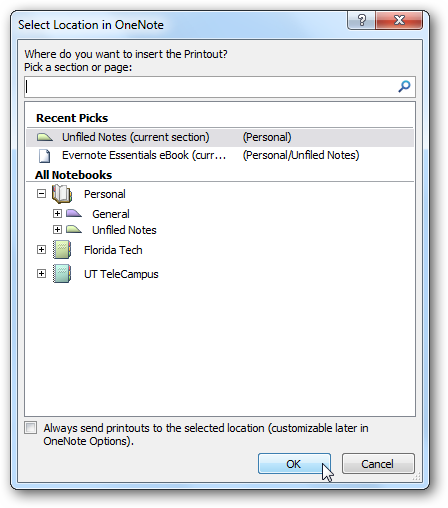 Select Location in OneNote
Where do you want to insert the Printout?
Pick a section or page:
Recent Picks
Unfiled Notes (current section) (Personal)
Evernote Essentials eBook (curr... (Personal/Unfiled Notes)
All Notebooks
Personal
General
Unfiled Notes
Florida Tech
UT TeleCampus
Always send printouts to the selected location (customizable later in
OneNote Options).
OK Cancel